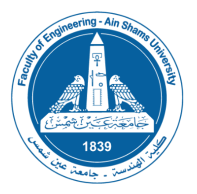 Faculty of Engineering - Ain Shams University
جامعة عين شمس
1839
كلية الهندسة - جامعة عين شمس